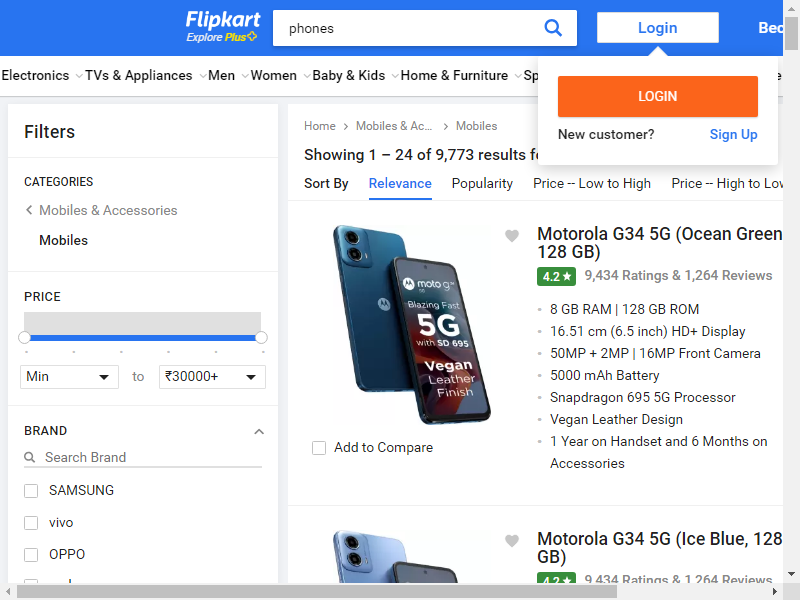 Flipkart
Explore Plus
phones
Login
Bec
Electronics
TVs & Appliances
Men
Women
Baby & Kids
Home & Furniture
Sp
LOGIN
New customer?
Sign Up
Filters
CATEGORIES
Mobiles & Accessories
Mobiles
PRICE
Min
to
₹30000+
BRAND
Search Brand
SAMSUNG
vivo
OPPO
Home
Mobiles & Ac...
Mobiles
Showing 1 – 24 of 9,773 results fo
Sort By
Relevance
Popularity
Price -- Low to High
Price -- High to Low
moto g34
Blazing Fast
5G
with SD 695
Vegan
Leather
Finish
Add to Compare
Motorola G34 5G (Ocean Green
128 GB)
4.2★
9,434 Ratings & 1,264 Reviews
8 GB RAM | 128 GB ROM
16.51 cm (6.5 inch) HD+ Display
50MP + 2MP | 16MP Front Camera
5000 mAh Battery
Snapdragon 695 5G Processor
Vegan Leather Design
1 Year on Handset and 6 Months on
Accessories
Motorola G34 5G (Ice Blue, 128
GB)
4.2★
9,434 Ratings & 1,264 Reviews